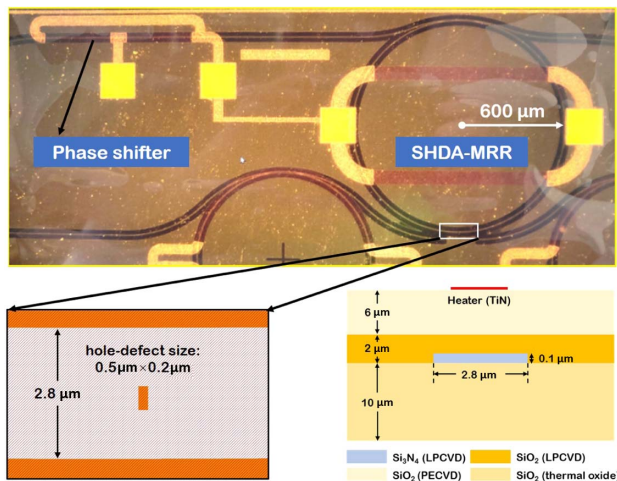 600 μm
Phase shifter
SHDA-MRR
hole-defect size:
0.5μm×0.2μm
2.8 μm
Heater (TiN)
6 μm
2 μm
0.1 μm
2.8 μm
10 μm
Si₃N₄ (LPCVD)
SiO₂ (LPCVD)
SiO₂ (PECVD)
SiO₂ (thermal oxide)